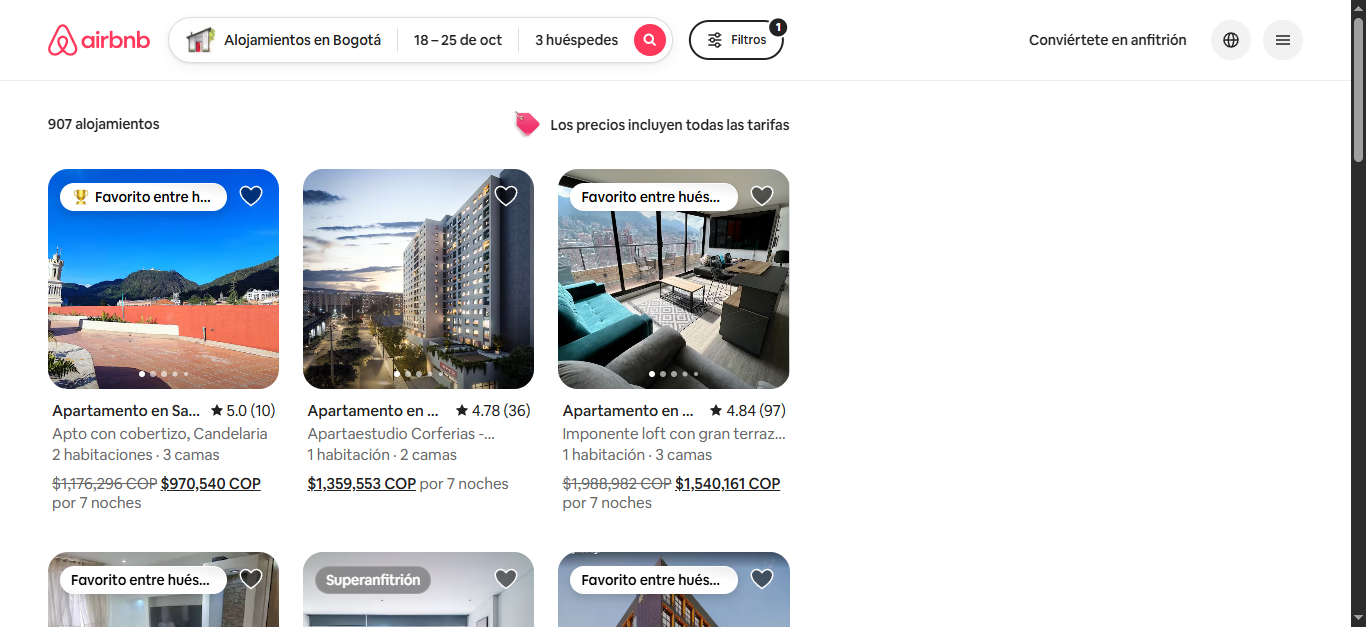 airbnb
Alojamientos en Bogotá
18 – 25 de oct
3 huéspedes
Filtros
1
Conviértete en anfitrión
907 alojamientos
Los precios incluyen todas las tarifas
Favorito entre h...
Favorito entre hués...
Apartamento en Sa... ★ 5.0 (10)
Apto con cobertizo, Candelaria
2 habitaciones · 3 camas
$1,176,296 COP $970,540 COP
por 7 noches
Apartamento en ... ★ 4.78 (36)
Apartaestudio Corferias -...
1 habitación · 2 camas
$1,359,553 COP por 7 noches
Apartamento en ... ★ 4.84 (97)
Imponente loft con gran terraz...
1 habitación · 3 camas
$1,988,982 COP $1,540,161 COP
por 7 noches
Favorito entre hués...
Superanfitrión
Favorito entre hués...